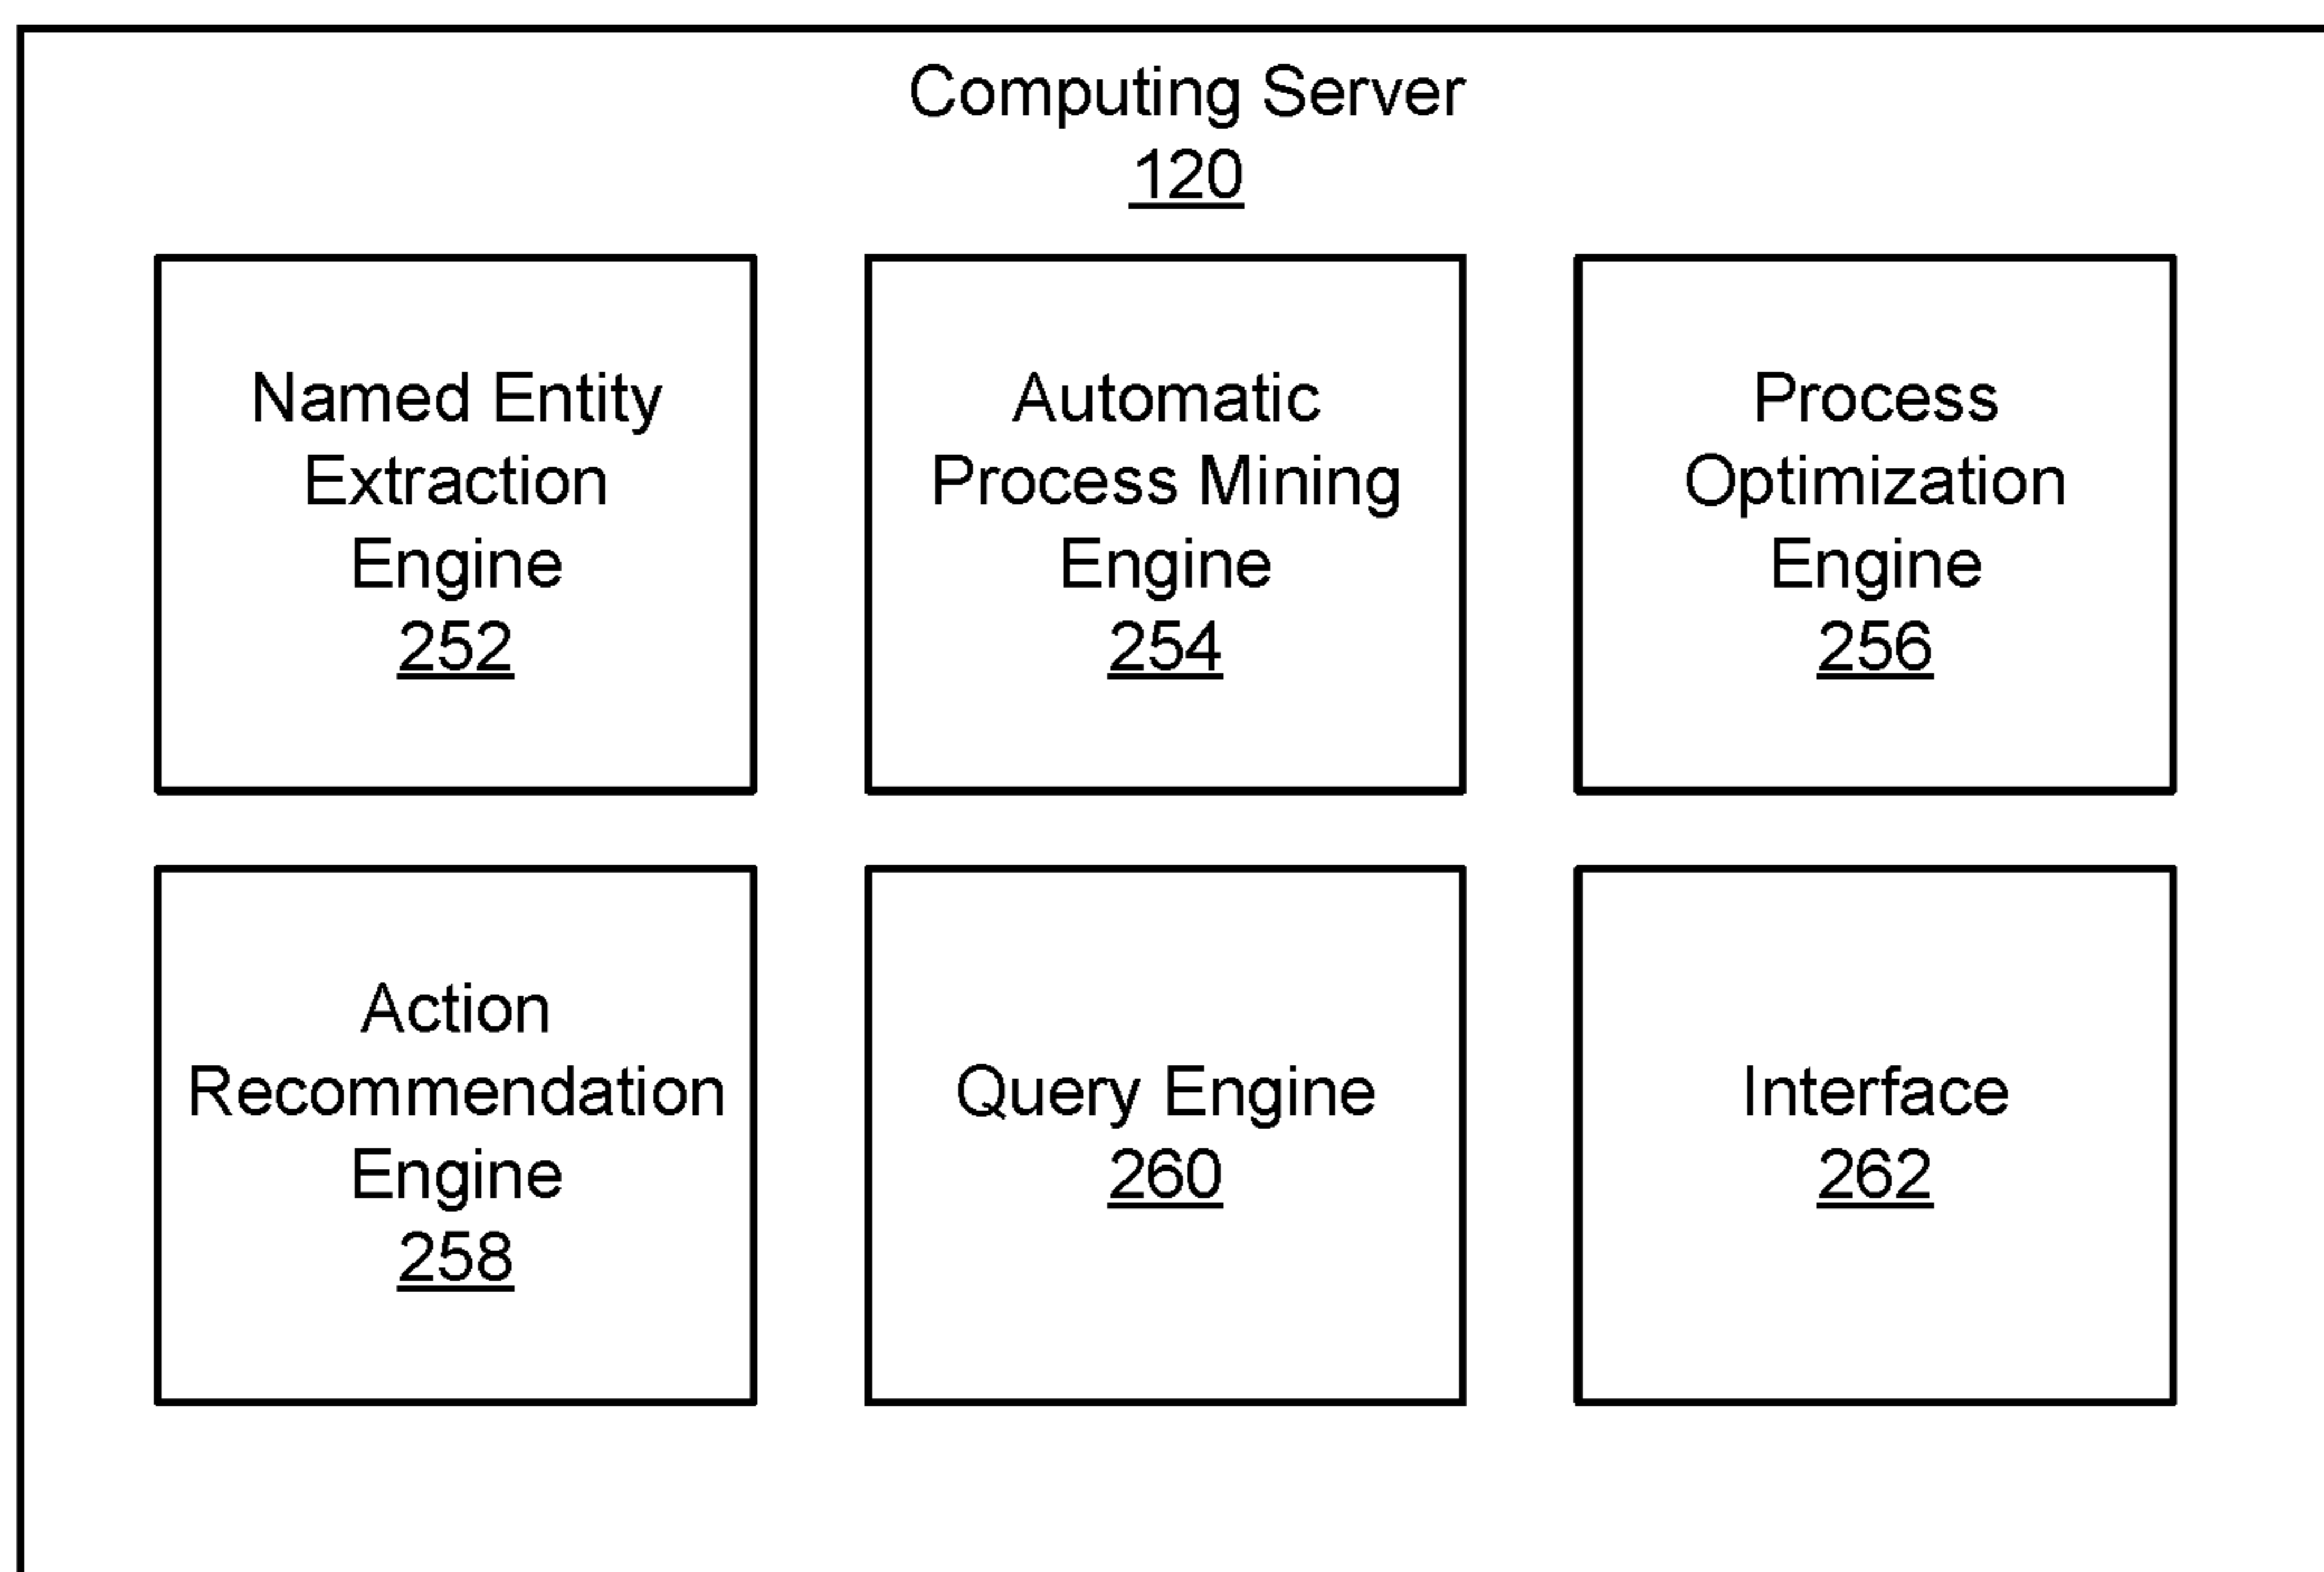 Computing Server
120
Named Entity
Extraction
Engine
252
Automatic
Process Mining
Engine
254
Process
Optimization
Engine
256
Action
Recommendation
Engine
258
Query Engine
260
Interface
262